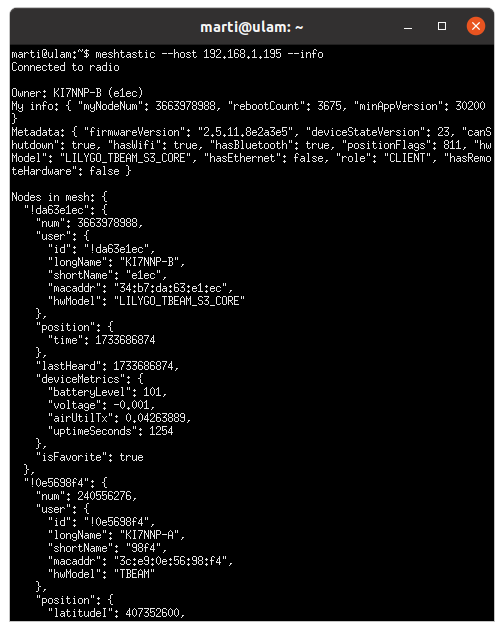 marti@ulam: ~
marti@ulam:~$ meshtastic --host 192.168.1.195 --info
Connected to radio

Owner: KI7NNP-B (e1ec)
My info: { "myNodeNum": 3663978988, "rebootCount": 3675, "minAppVersion": 30200
}
Metadata: { "firmwareVersion": "2.5.11.8e2a3e5", "deviceStateVersion": 23, "canS
hutdown": true, "hasWifi": true, "hasBluetooth": true, "positionFlags": 811, "hw
Model": "LILYGO_TBEAM_S3_CORE", "hasEthernet": false, "role": "CLIENT", "hasRemo
teHardware": false }

Nodes in mesh: {
  "!da63e1ec": {
    "num": 3663978988,
    "user": {
      "id": "!da63e1ec",
      "longName": "KI7NNP-B",
      "shortName": "e1ec",
      "macaddr": "34:b7:da:63:e1:ec",
      "hwModel": "LILYGO_TBEAM_S3_CORE"
    },
    "position": {
      "time": 1733686874
    },
    "lastHeard": 1733686874,
    "deviceMetrics": {
      "batteryLevel": 101,
      "voltage": -0.001,
      "airUtilTx": 0.04263889,
      "uptimeSeconds": 1254
    },
    "isFavorite": true
  },
  "!0e5698f4": {
    "num": 240556276,
    "user": {
      "id": "!0e5698f4",
      "longName": "KI7NNP-A",
      "shortName": "98f4",
      "macaddr": "3c:e9:0e:56:98:f4",
      "hwModel": "TBEAM"
    },
    "position": {
      "latitudeI": 407352600,